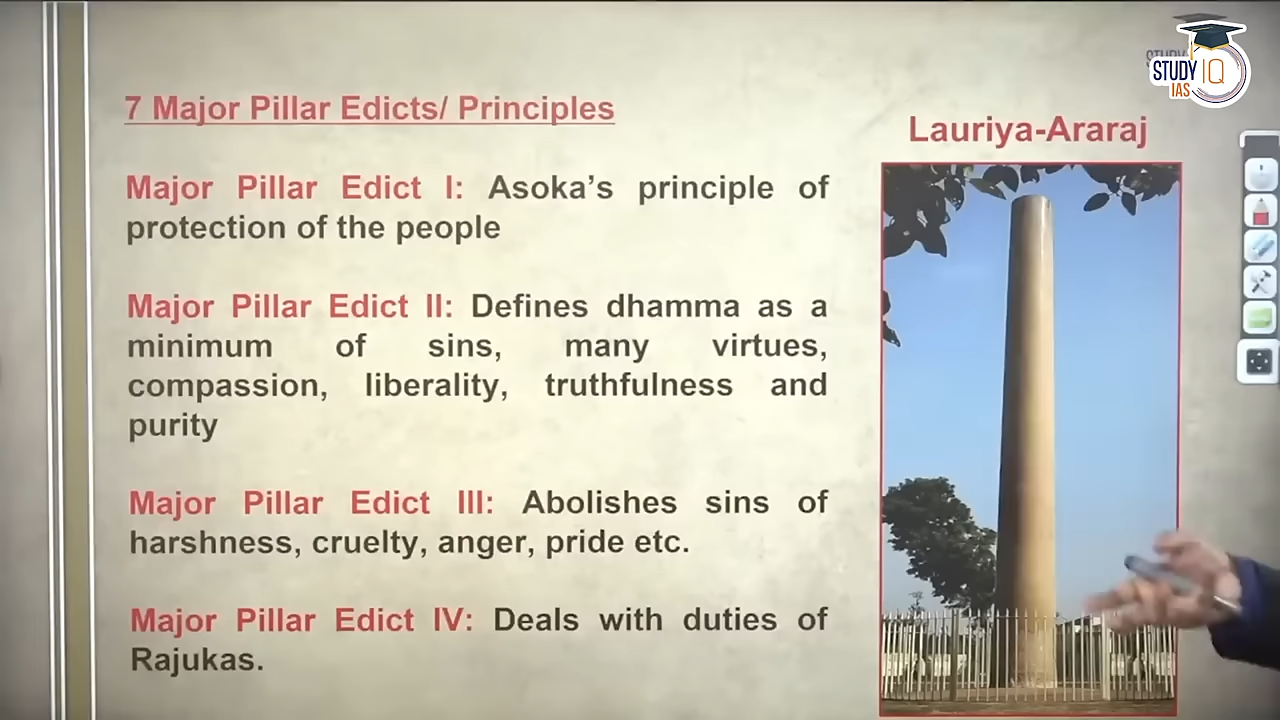 STUDY IQ
IAS
7 Major Pillar Edicts/ Principles
Lauriya-Araraj
Major Pillar Edict I: Asoka's principle of
protection of the people
Major Pillar Edict II: Defines dhamma as a
minimum of sins, many virtues,
compassion, liberality, truthfulness and
purity
Major Pillar Edict III: Abolishes sins of
harshness, cruelty, anger, pride etc.
Major Pillar Edict IV: Deals with duties of
Rajukas.